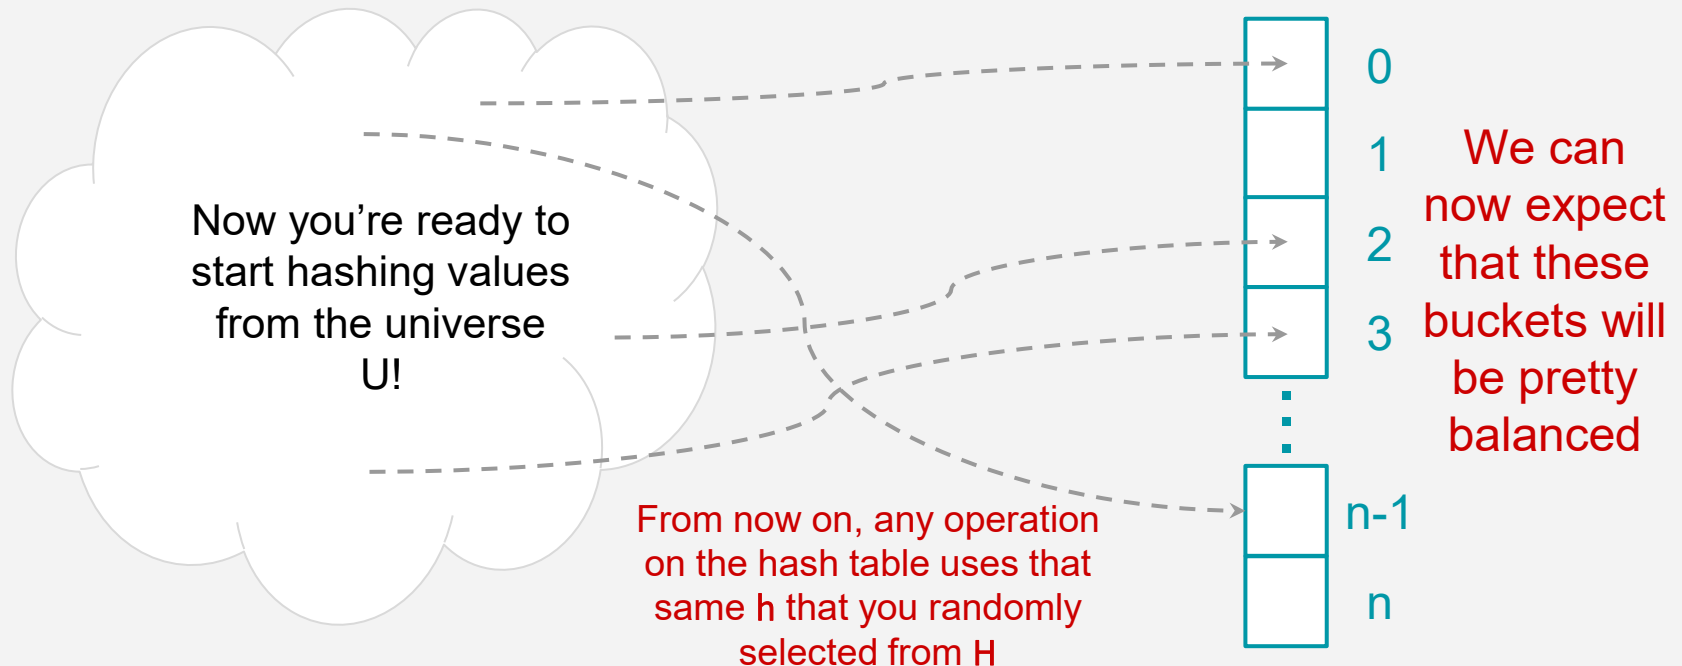 Now you’re ready to
start hashing values
from the universe
U!
0
1
2
3
n-1
n
We can
now expect
that these
buckets will
be pretty
balanced
From now on, any operation
on the hash table uses that
same h that you randomly
selected from H